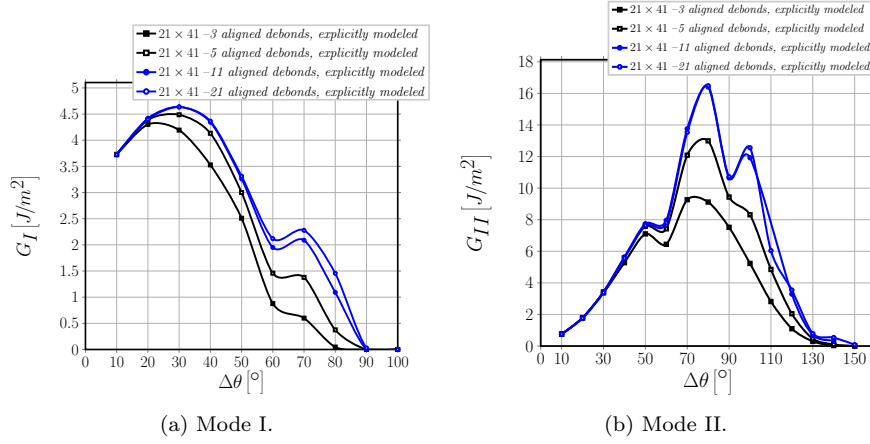 21 × 41 –3 aligned debonds, explicitly modeled
21 × 41 –5 aligned debonds, explicitly modeled
21 × 41 –11 aligned debonds, explicitly modeled
21 × 41 –21 aligned debonds, explicitly modeled
5
4.5
4
3.5
3
2.5
2
1.5
1
0.5
0
G_I [J/m²]
0 10 20 30 40 50 60 70 80 90 100
Δθ [°]
(a) Mode I.
21 × 41 –3 aligned debonds, explicitly modeled
21 × 41 –5 aligned debonds, explicitly modeled
21 × 41 –11 aligned debonds, explicitly modeled
21 × 41 –21 aligned debonds, explicitly modeled
18
16
14
12
10
8
6
4
2
0
G_II [J/m²]
0 10 30 50 70 90 110 130 150
Δθ [°]
(b) Mode II.